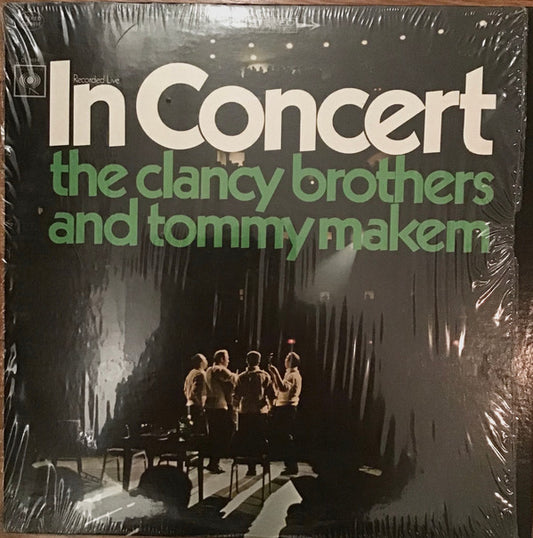 Recorded Live
In Concert
the clancy brothers
and tommy makem